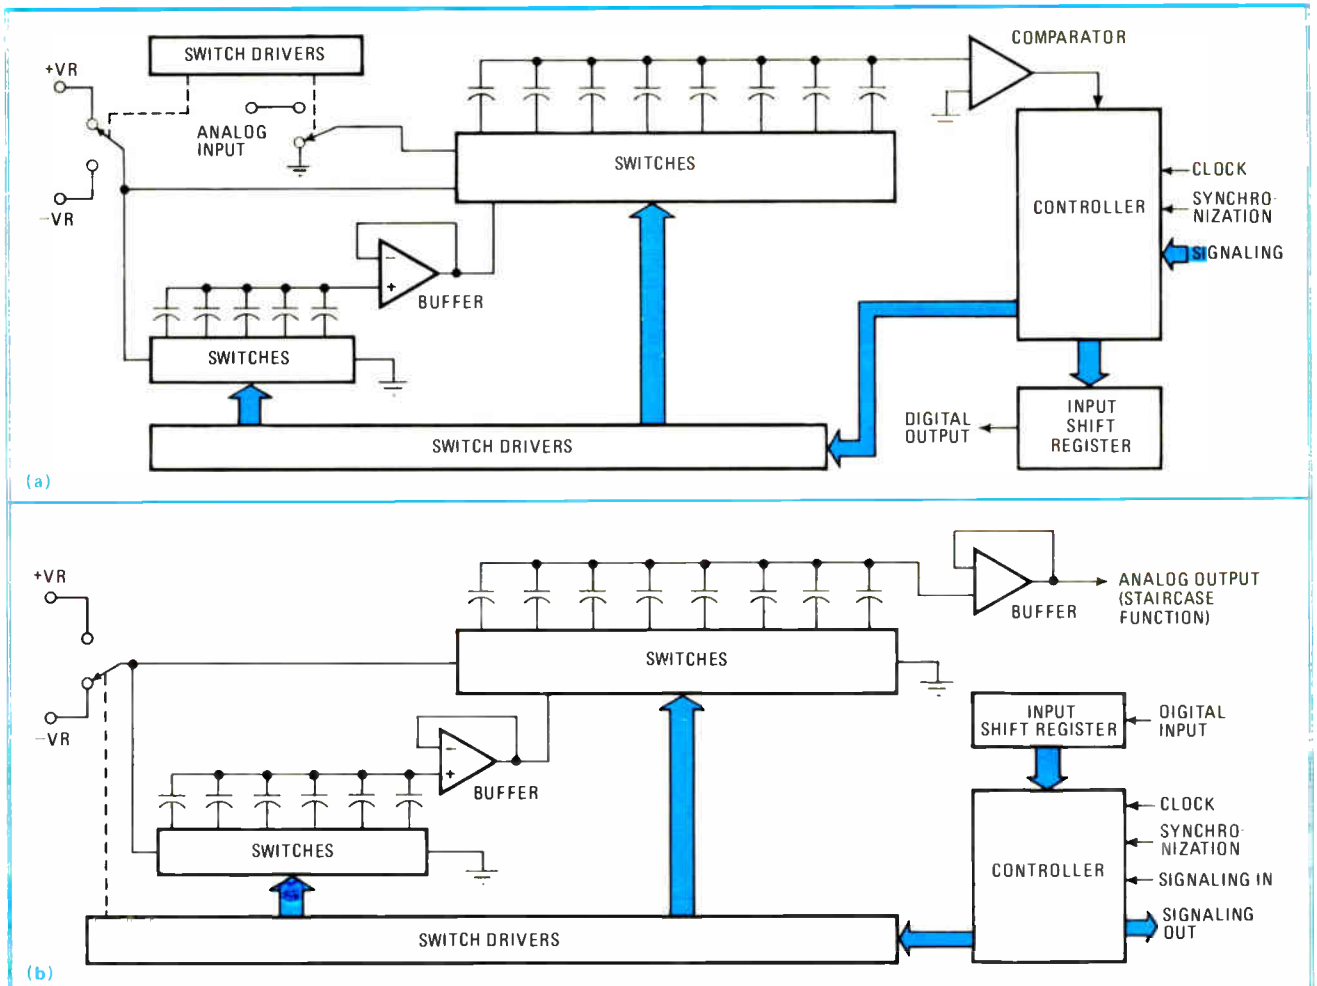 SWITCH DRIVERS
COMPARATOR
+VR
ANALOG
INPUT
SWITCHES
−VR
CLOCK
CONTROLLER
SYNCHRO-
NIZATION
SIGNALING
−
+
BUFFER
SWITCHES
DIGITAL
OUTPUT
INPUT
SHIFT
REGISTER
SWITCH DRIVERS
(a)
+VR
ANALOG OUTPUT
(STAIRCASE
FUNCTION)
BUFFER
SWITCHES
−VR
INPUT
SHIFT REGISTER
DIGITAL
INPUT
−
+
BUFFER
CLOCK
SYNCHRO-
NIZATION
SWITCHES
CONTROLLER
SIGNALING IN
SIGNALING
OUT
SWITCH DRIVERS
(b)